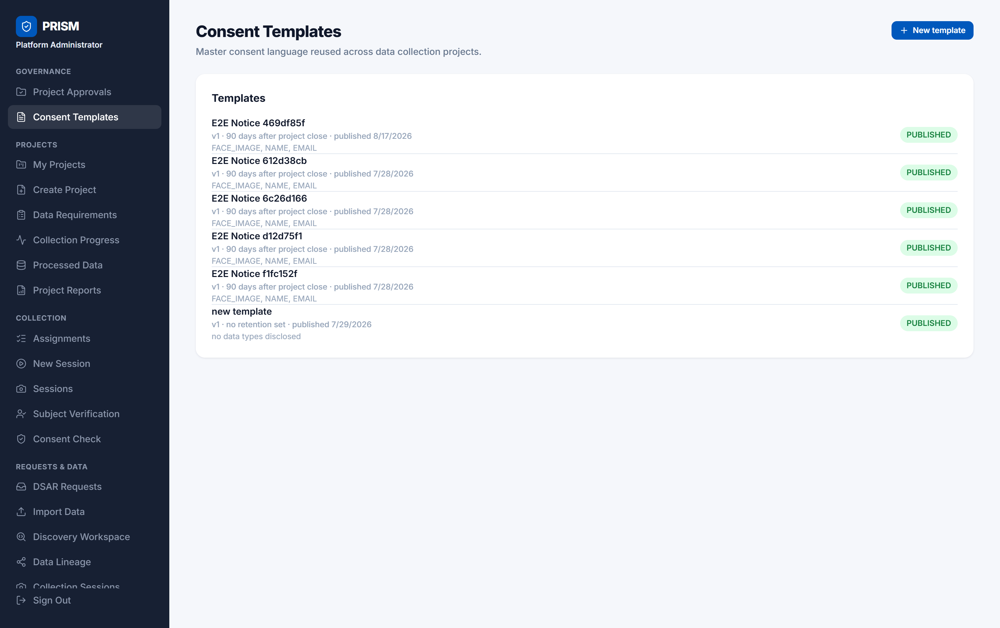 PRISM
Platform Administrator
GOVERNANCE
Project Approvals
Consent Templates
PROJECTS
My Projects
Create Project
Data Requirements
Collection Progress
Processed Data
Project Reports
COLLECTION
Assignments
New Session
Sessions
Subject Verification
Consent Check
REQUESTS & DATA
DSAR Requests
Import Data
Discovery Workspace
Data Lineage
Collection Sessions
Sign Out
Consent Templates
Master consent language reused across data collection projects.
+ New template
Templates
E2E Notice 469df85f
v1 · 90 days after project close · published 8/17/2026
FACE_IMAGE, NAME, EMAIL
PUBLISHED
E2E Notice 612d38cb
v1 · 90 days after project close · published 7/28/2026
FACE_IMAGE, NAME, EMAIL
PUBLISHED
E2E Notice 6c26d166
v1 · 90 days after project close · published 7/28/2026
FACE_IMAGE, NAME, EMAIL
PUBLISHED
E2E Notice d12d75f1
v1 · 90 days after project close · published 7/28/2026
FACE_IMAGE, NAME, EMAIL
PUBLISHED
E2E Notice f1fc152f
v1 · 90 days after project close · published 7/28/2026
FACE_IMAGE, NAME, EMAIL
PUBLISHED
new template
v1 · no retention set · published 7/29/2026
no data types disclosed
PUBLISHED